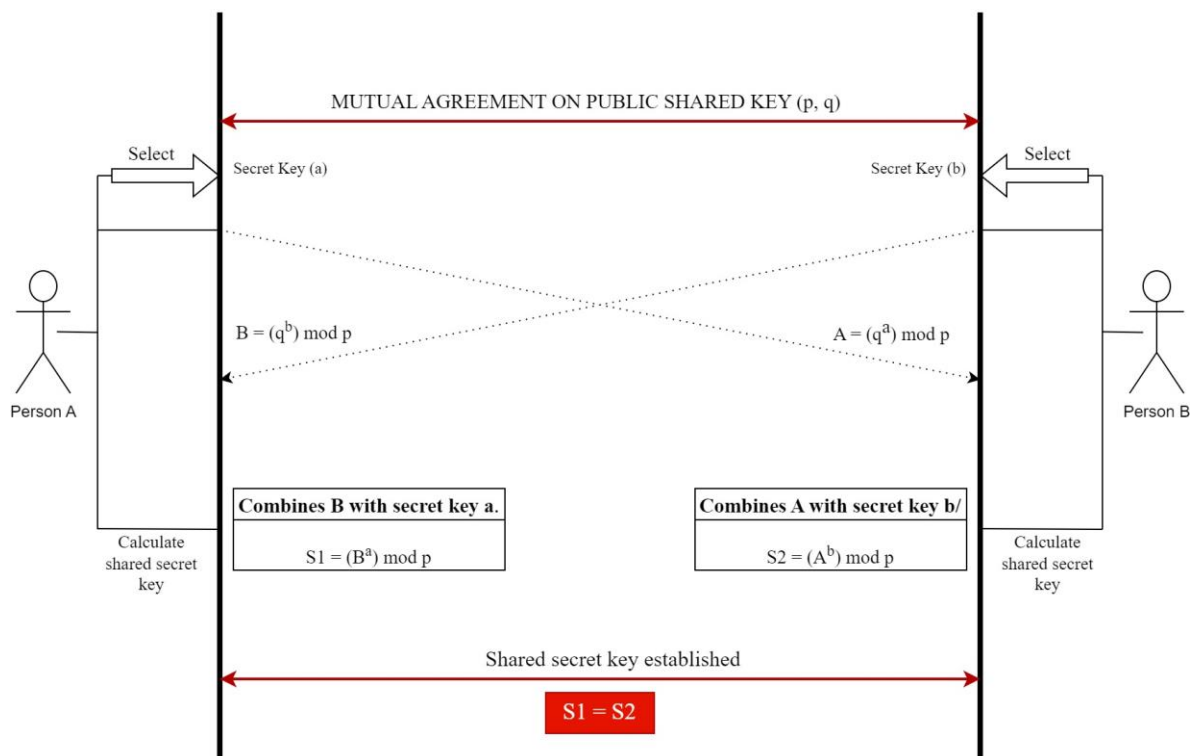 MUTUAL AGREEMENT ON PUBLIC SHARED KEY (p, q)
Select
Secret Key (a)
Secret Key (b)
Select
B = (q^b) mod p
A = (q^a) mod p
Person A
Person B
Combines B with secret key a.
S1 = (B^a) mod p
Combines A with secret key b/
S2 = (A^b) mod p
Calculate
shared secret
key
Calculate
shared secret
key
Shared secret key established
S1 = S2